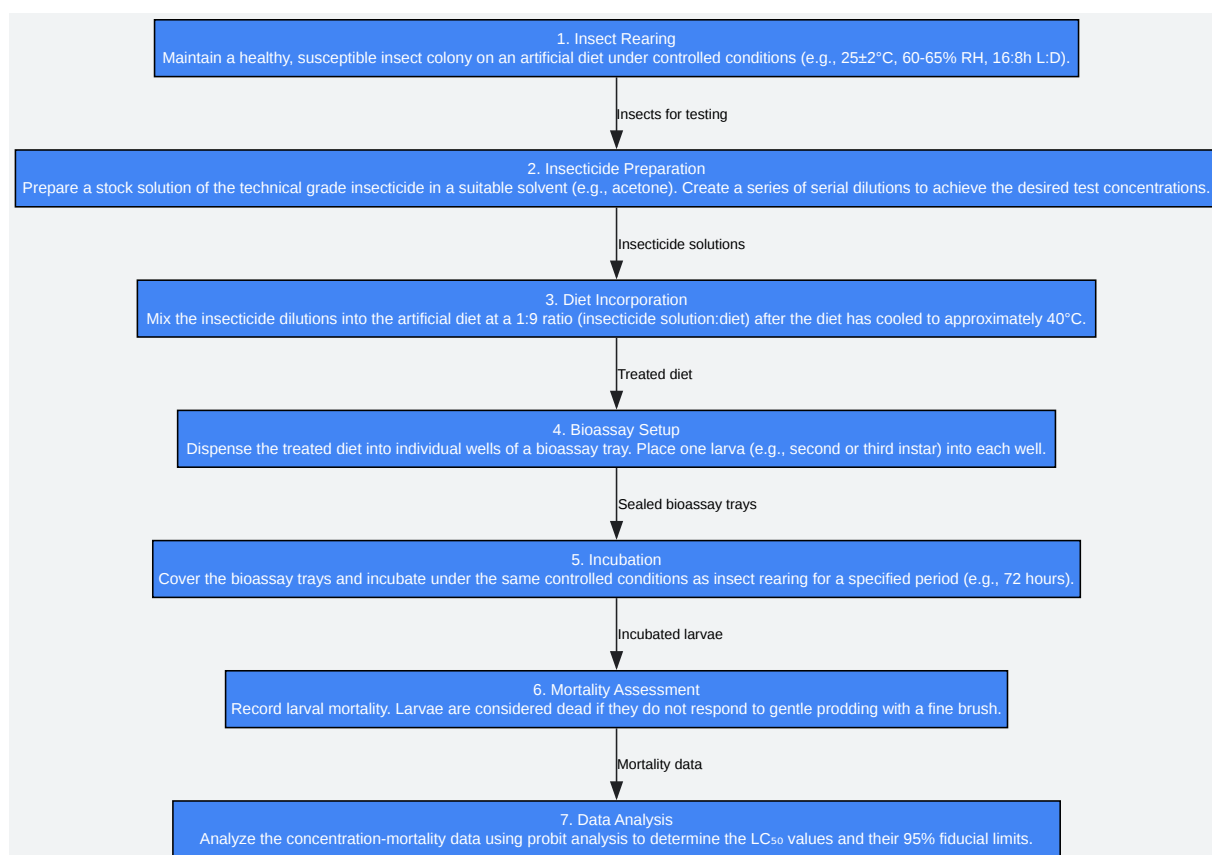 1. Insect Rearing
Maintain a healthy, susceptible insect colony on an artificial diet under controlled conditions (e.g., 25±2°C, 60-65% RH, 16:8h L:D).
Insects for testing
2. Insecticide Preparation
Prepare a stock solution of the technical grade insecticide in a suitable solvent (e.g., acetone). Create a series of serial dilutions to achieve the desired test concentrations.
Insecticide solutions
3. Diet Incorporation
Mix the insecticide dilutions into the artificial diet at a 1:9 ratio (insecticide solution:diet) after the diet has cooled to approximately 40°C.
Treated diet
4. Bioassay Setup
Dispense the treated diet into individual wells of a bioassay tray. Place one larva (e.g., second or third instar) into each well.
Sealed bioassay trays
5. Incubation
Cover the bioassay trays and incubate under the same controlled conditions as insect rearing for a specified period (e.g., 72 hours).
Incubated larvae
6. Mortality Assessment
Record larval mortality. Larvae are considered dead if they do not respond to gentle prodding with a fine brush.
Mortality data
7. Data Analysis
Analyze the concentration-mortality data using probit analysis to determine the LC₅₀ values and their 95% fiducial limits.